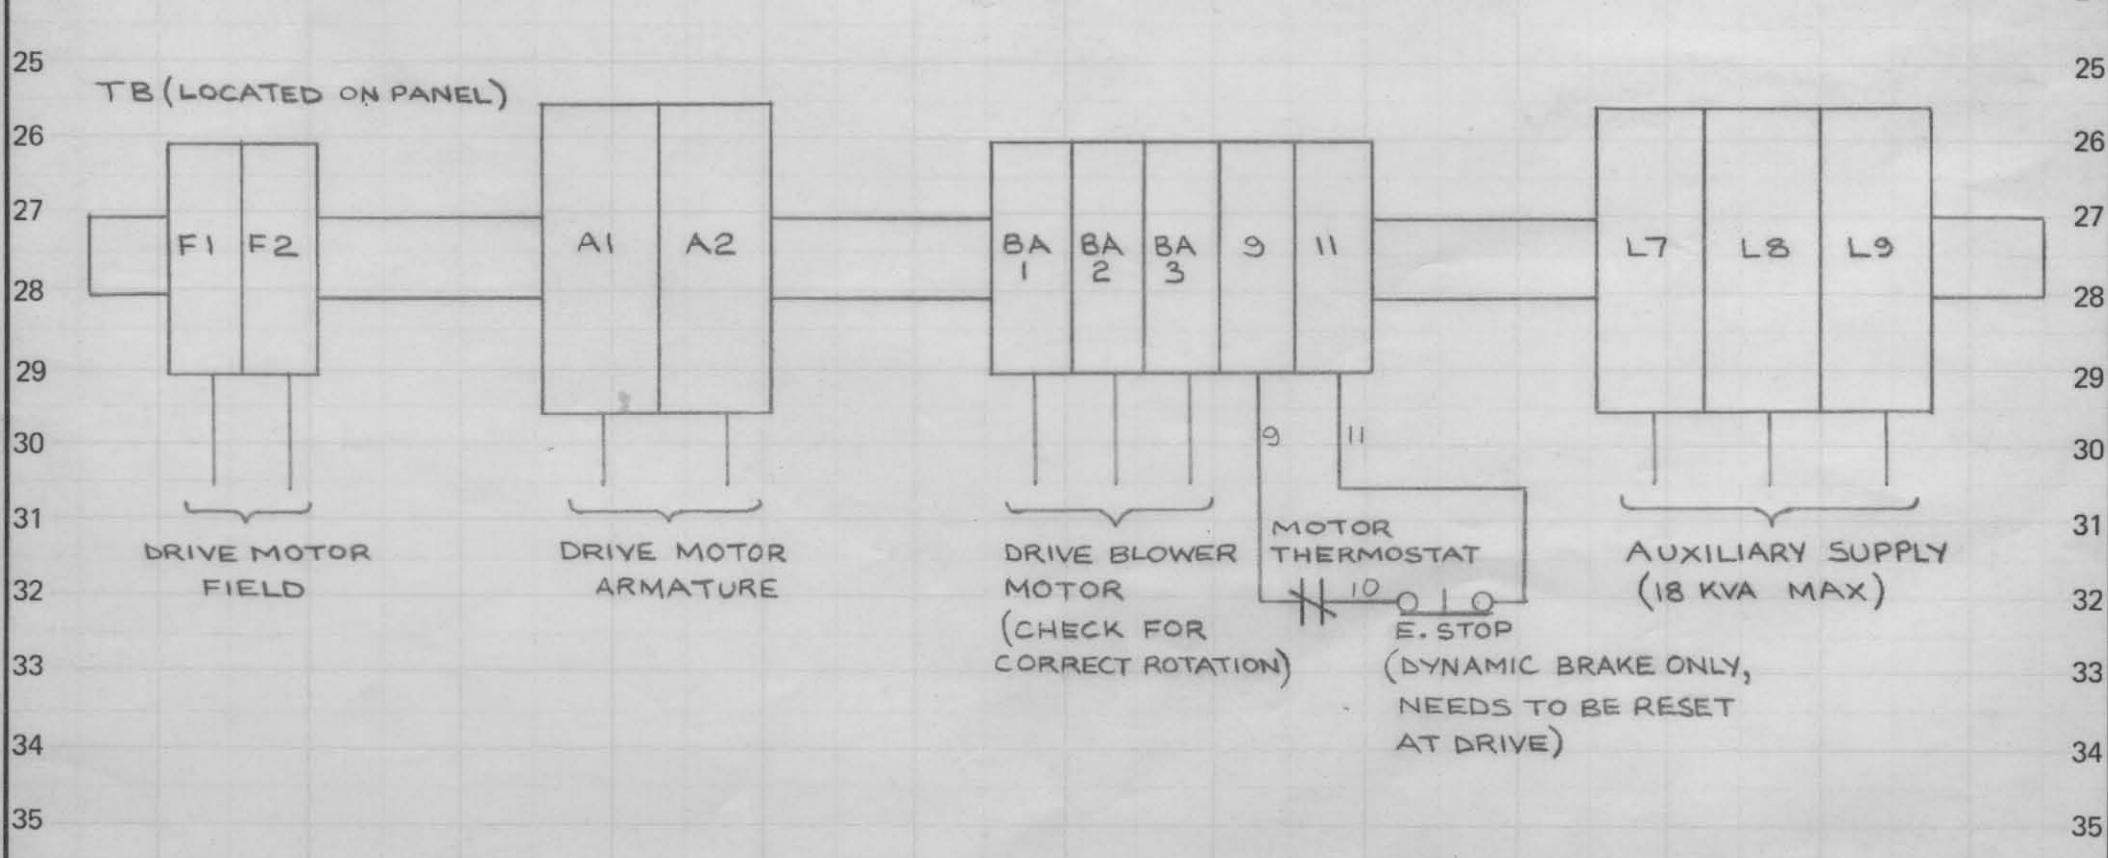 25 25
TB (LOCATED ON PANEL)
26 26
27 27
F1 F2 A1 A2 BA 1 BA 2 BA 3 9 11 L7 L8 L9
28 28
29 29
30 9 11 30
31 31
DRIVE MOTOR
FIELD
DRIVE MOTOR
ARMATURE
DRIVE BLOWER
MOTOR
(CHECK FOR
CORRECT ROTATION)
MOTOR
THERMOSTAT
10
E. STOP
(DYNAMIC BRAKE ONLY,
NEEDS TO BE RESET
AT DRIVE)
AUXILIARY SUPPLY
(18 KVA MAX)
32 32
33 33
34 34
35 35